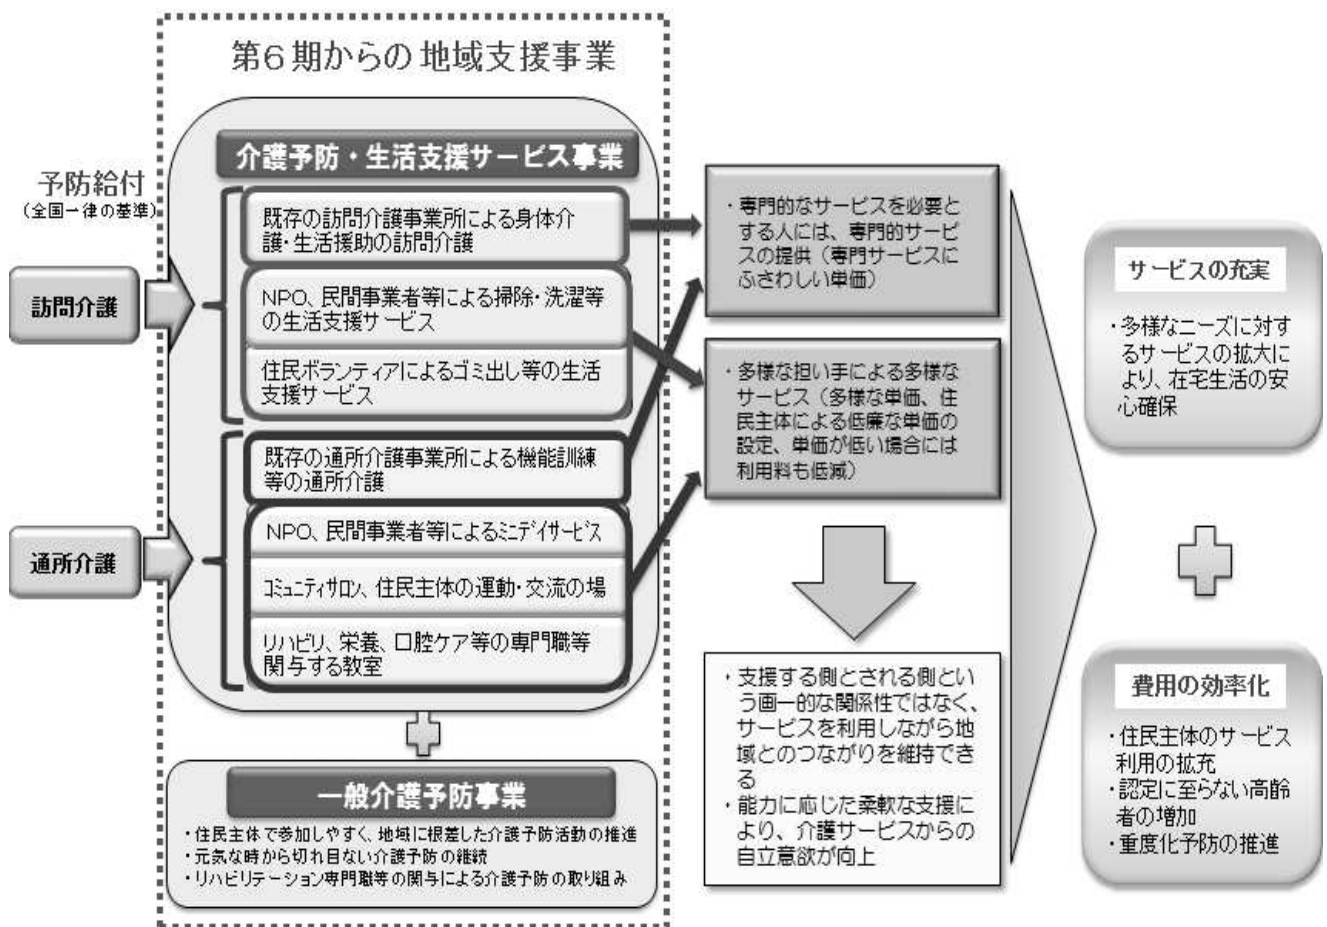 第6期からの地域支援事業
介護予防・生活支援サービス事業
予防給付
(全国一律の基準)
訪問介護
既存の訪問介護事業所による身体介
護・生活援助の訪問介護
NPO、民間事業者等による掃除・洗濯等
の生活支援サービス
住民ボランティアによるゴミ出し等の生活
支援サービス
通所介護
既存の通所介護事業所による機能訓練
等の通所介護
NPO、民間事業者等によるミニデイサービス
コミュニティサロン、住民主体の運動・交流の場
リハビリ、栄養、口腔ケア等の専門職等
関与する教室
一般介護予防事業
・住民主体で参加しやすく、地域に根差した介護予防活動の推進
・元気な時から切れ目ない介護予防の継続
・リハビリテーション専門職等の関与による介護予防の取り組み
・専門的なサービスを必要と
する人には、専門的サービ
スの提供（専門サービスに
ふさわしい単価）
・多様な担い手による多様な
サービス（多様な単価、住
民主体による低廉な単価の
設定、単価が低い場合には
利用料も低減）
・支援する側とされる側とい
う画一的な関係性ではなく、
サービスを利用しながら地
域とのつながりを維持でき
る
・能力に応じた柔軟な支援に
より、介護サービスからの
自立意欲が向上
サービスの充実
・多様なニーズに対す
るサービスの拡大に
より、在宅生活の安
心確保
費用の効率化
・住民主体のサービス
利用の拡充
・認定に至らない高齢
者の増加
・重度化予防の推進